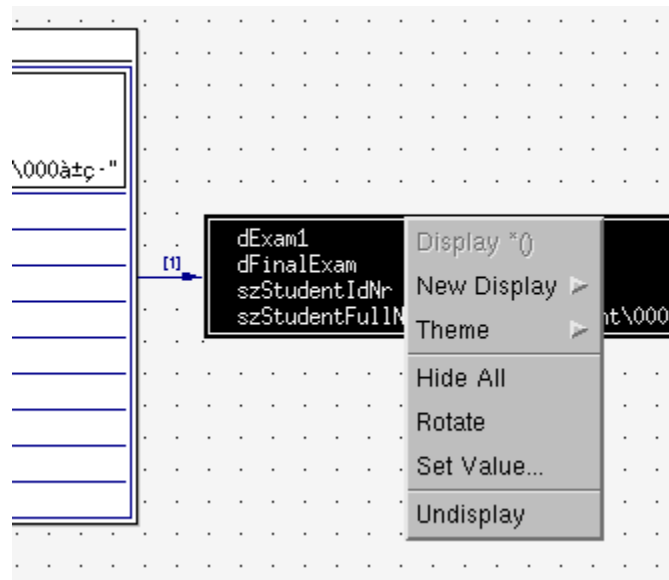 \000à±ç·"
[1]
dExam1
dFinalExam
szStudentIdNr
szStudentFullN
nt\000
Display *()
New Display
Theme
Hide All
Rotate
Set Value...
Undisplay